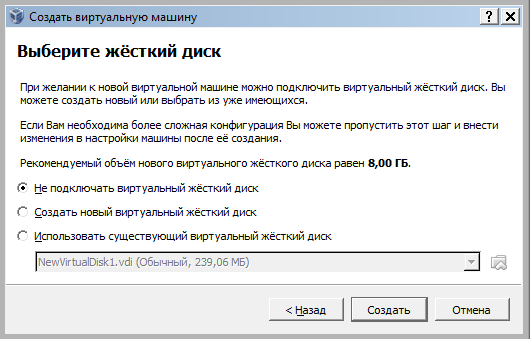 Создать виртуальную машину
Выберите жёсткий диск
При желании к новой виртуальной машине можно подключить виртуальный жёсткий диск. Вы
можете создать новый или выбрать из уже имеющихся.
Если Вам необходима более сложная конфигурация Вы можете пропустить этот шаг и внести
изменения в настройки машины после её создания.
Рекомендуемый объём нового виртуального жёсткого диска равен 8,00 ГБ.
Не подключать виртуальный жёсткий диск
Создать новый виртуальный жёсткий диск
Использовать существующий виртуальный жёсткий диск
NewVirtualDisk1.vdi (Обычный, 239,06 МБ)
< Назад Создать Отмена